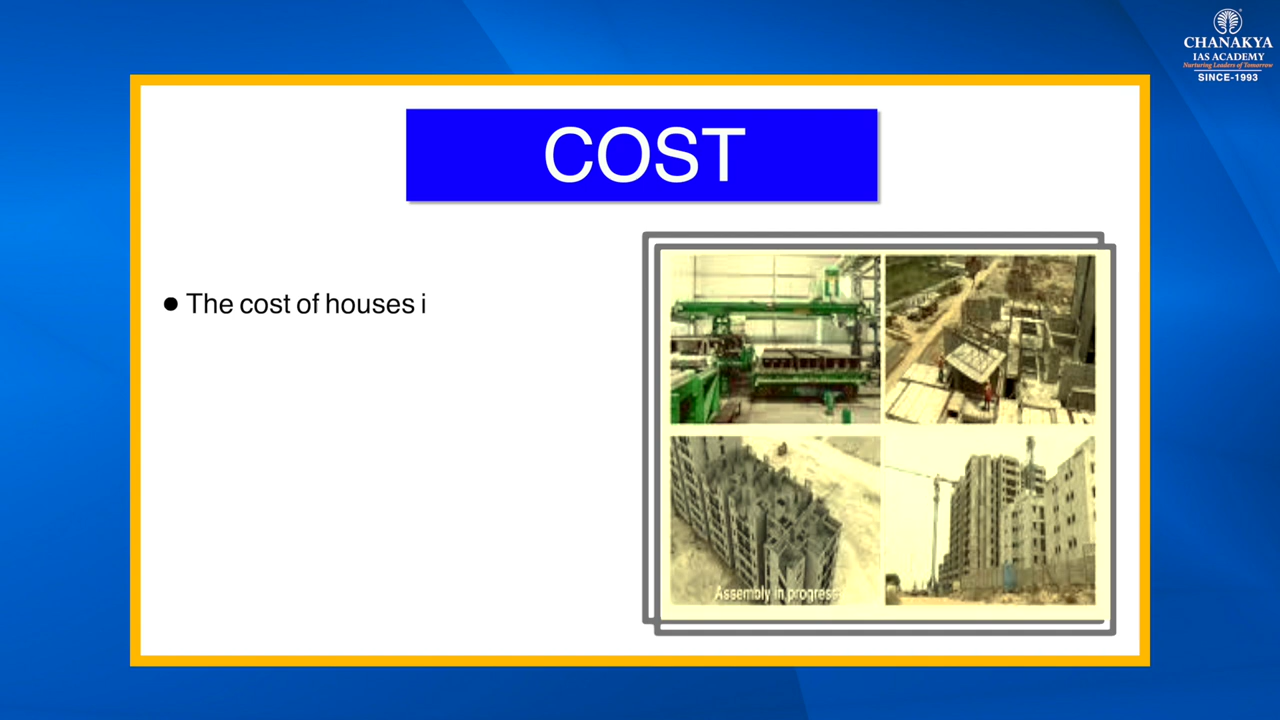 CHANAKYA
IAS ACADEMY
Nurturing Leaders of Tomorrow
SINCE-1993
COST
● The cost of houses i
Assembly in progress